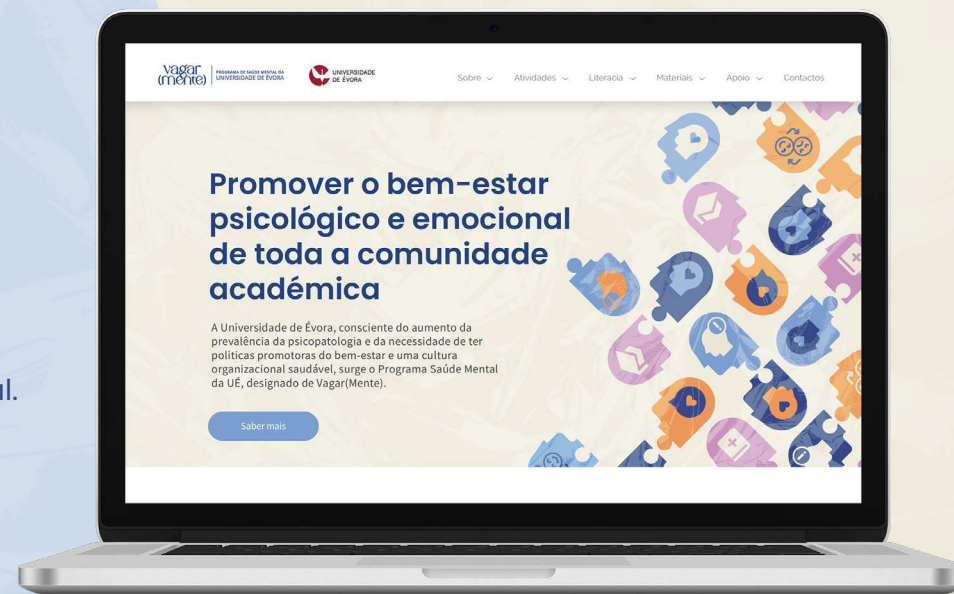 vagar
(mente)
PROGRAMA DE SAÚDE MENTAL DA
UNIVERSIDADE DE ÉVORA
UNIVERSIDADE
DE ÉVORA
Sobre
Atividades
Literacia
Materiais
Apoio
Contactos
Promover o bem-estar
psicológico e emocional
de toda a comunidade
académica
A Universidade de Évora, consciente do aumento da
prevalência da psicopatologia e da necessidade de ter
politicas promotoras do bem-estar e uma cultura
organizacional saudável, surge o Programa Saúde Mental
da UÉ, designado de Vagar(Mente).
Saber mais